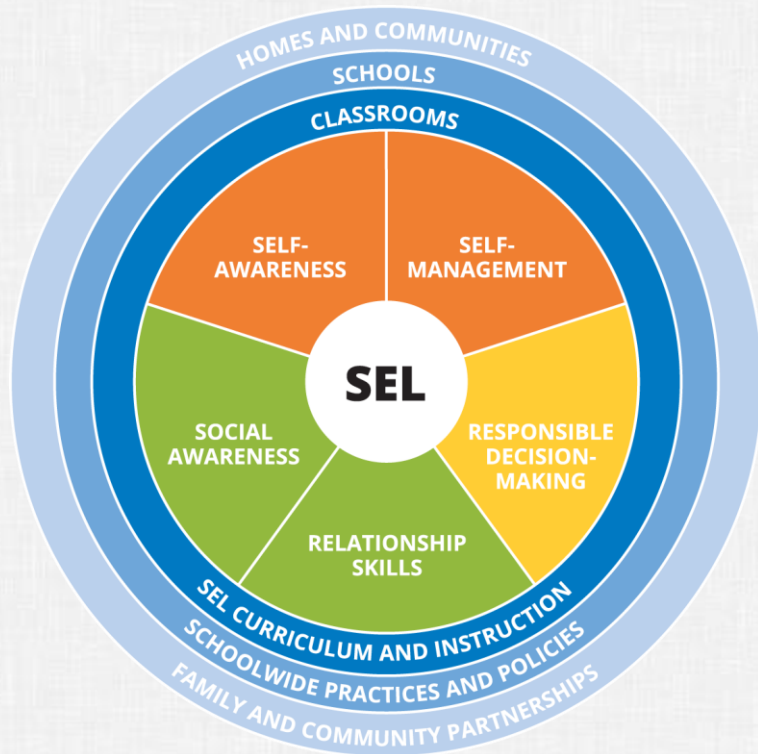 HOMES AND COMMUNITIES
SCHOOLS
CLASSROOMS
SELF-
AWARENESS
SELF-
MANAGEMENT
SEL
SOCIAL
AWARENESS
RESPONSIBLE
DECISION-
MAKING
RELATIONSHIP
SKILLS
SEL CURRICULUM AND INSTRUCTION
SCHOOLWIDE PRACTICES AND POLICIES
FAMILY AND COMMUNITY PARTNERSHIPS